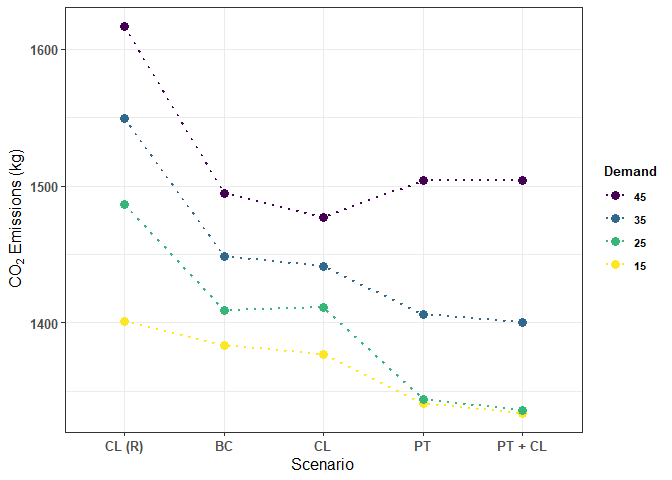 1600
1500
1400
CO₂ Emissions (kg)
CL (R) BC CL PT PT + CL
Scenario
Demand
45
35
25
15